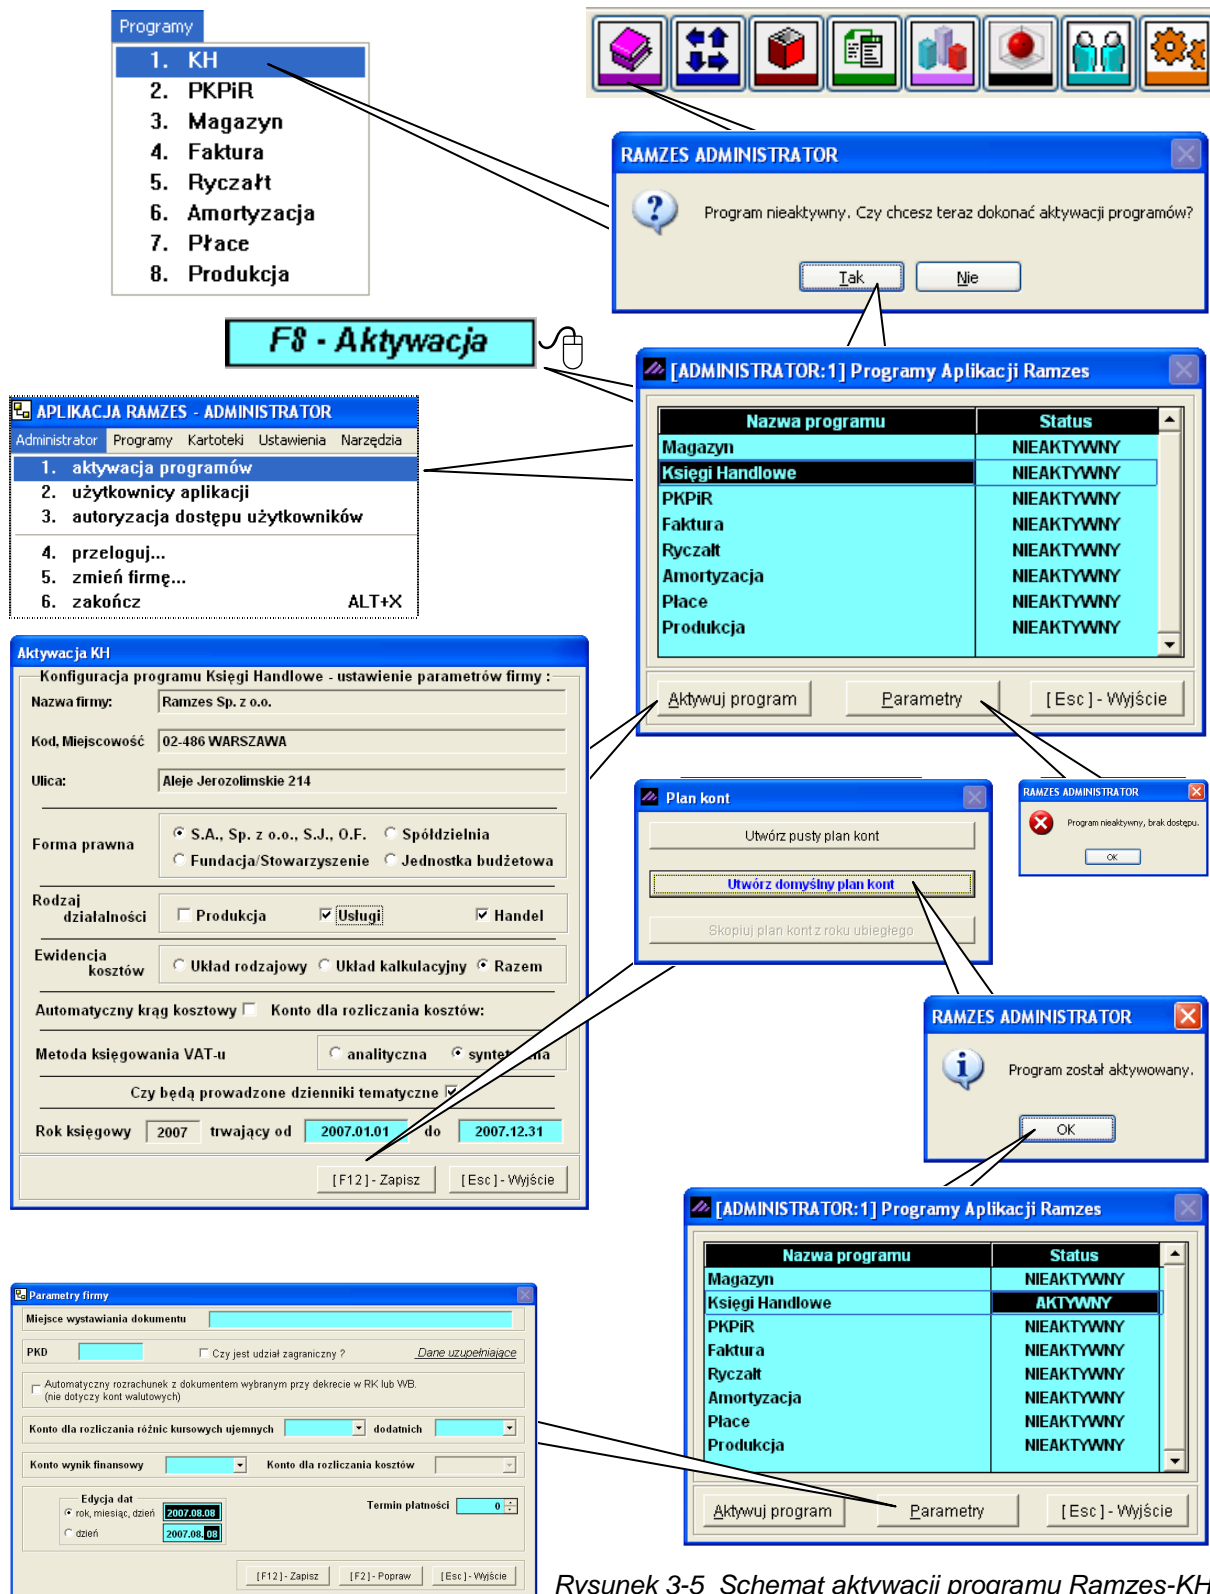 Programy
1. KH
2. PKPiR
3. Magazyn
4. Faktura
5. Ryczałt
6. Amortyzacja
7. Płace
8. Produkcja
RAMZES ADMINISTRATOR
Program nieaktywny. Czy chcesz teraz dokonać aktywacji programów?
Tak Nie
F8 - Aktywacja
[ADMINISTRATOR:1] Programy Aplikacji Ramzes
Nazwa programu Status
Magazyn NIEAKTYWNY
Księgi Handlowe NIEAKTYWNY
PKPiR NIEAKTYWNY
Faktura NIEAKTYWNY
Ryczałt NIEAKTYWNY
Amortyzacja NIEAKTYWNY
Płace NIEAKTYWNY
Produkcja NIEAKTYWNY
Aktywuj program Parametry [ Esc ] - Wyjście
APLIKACJA RAMZES - ADMINISTRATOR
Administrator Programy Kartoteki Ustawienia Narzędzia
1. aktywacja programów
2. użytkownicy aplikacji
3. autoryzacja dostępu użytkowników
4. przeloguj...
5. zmień firmę...
6. zakończ ALT+X
Aktywacja KH
Konfiguracja programu Księgi Handlowe - ustawienie parametrów firmy :
Nazwa firmy: Ramzes Sp. z o.o.
Kod, Miejscowość 02-486 WARSZAWA
Ulica: Aleje Jerozolimskie 214
Forma prawna
S.A., Sp. z o.o., S.J., O.F. Spółdzielnia
Fundacja/Stowarzyszenie Jednostka budżetowa
Rodzaj
działalności Produkcja Usługi Handel
Ewidencja
kosztów Układ rodzajowy Układ kalkulacyjny Razem
Automatyczny krąg kosztowy Konto dla rozliczania kosztów:
Metoda księgowania VAT-u analityczna
Czy będą prowadzone dzienniki tematyczne
Rok księgowy 2007 trwający od 2007.01.01 do 2007.12.31
[ F12 ] - Zapisz [ Esc ] - Wyjście
Plan kont
Utwórz pusty plan kont
Utwórz domyślny plan kont
Skopiuj plan kont z roku ubiegłego
RAMZES ADMINISTRATOR
Program nieaktywny, brak dostępu.
OK
RAMZES ADMINISTRATOR
Program został aktywowany.
OK
[ADMINISTRATOR:1] Programy Aplikacji Ramzes
Nazwa programu Status
Magazyn NIEAKTYWNY
Księgi Handlowe AKTYWNY
PKPiR NIEAKTYWNY
Faktura NIEAKTYWNY
Ryczałt NIEAKTYWNY
Amortyzacja NIEAKTYWNY
Płace NIEAKTYWNY
Produkcja NIEAKTYWNY
Aktywuj program Parametry [ Esc ] - Wyjście
Parametry firmy
Miejsce wystawiania dokumentu
PKD Czy jest udział zagraniczny ? Dane uzupełniające
Automatyczny rozrachunek z dokumentem wybranym przy dekrecie w RK lub WB.
(nie dotyczy kont walutowych)
Konto dla rozliczania różnic kursowych ujemnych dodatnich
Konto wynik finansowy Konto dla rozliczania kosztów
Edycja dat
rok, miesiąc, dzień 2007.08.08
dzień 2007.08.08
Termin płatności 0
[ F12 ] - Zapisz [ F2 ] - Popraw [ Esc ] - Wyjście
Rysunek 3-5 Schemat aktywacji programu Ramzes-KH